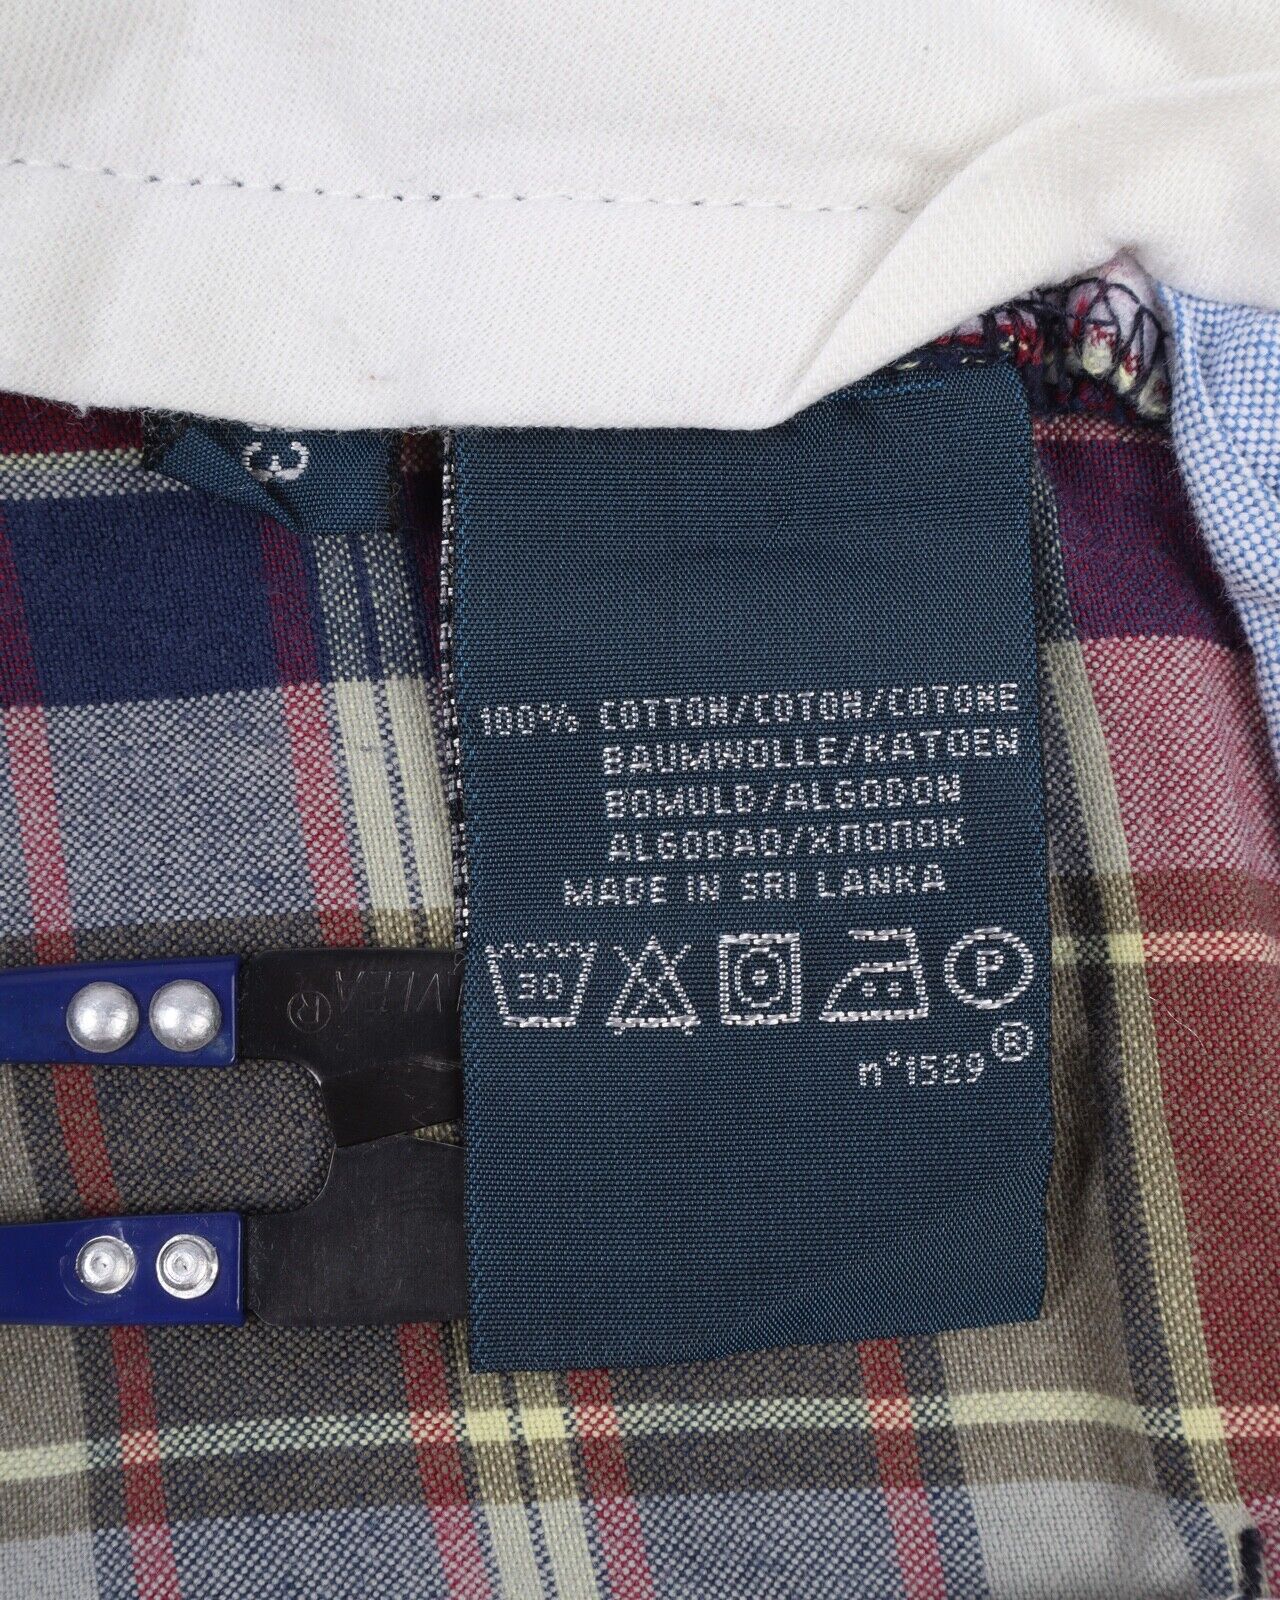 100% COTTON/COTON/COTONE
BAUMWOLLE/KATOEN
BOMULD/ALGODON
ALGODAO/ХЛОПОК
MADE IN SRI LANKA
30 P
n°1529 ®
®